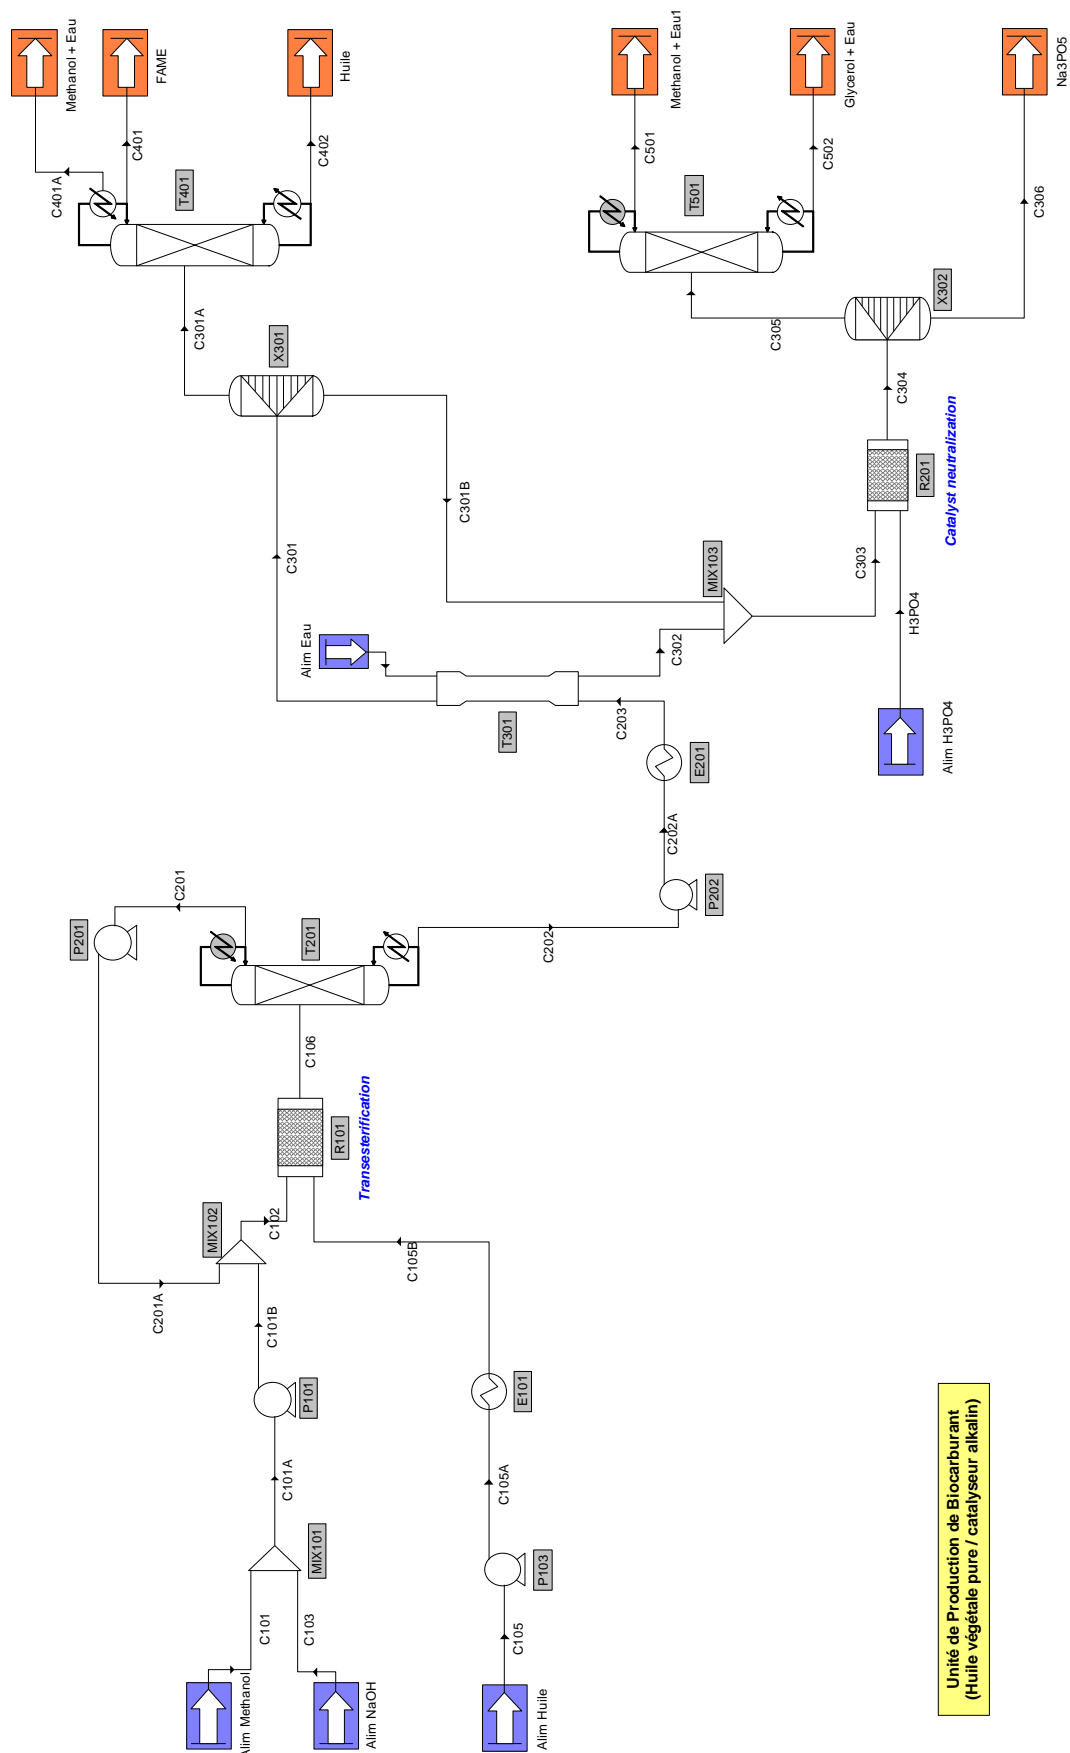 Alim Methanol
Alim NaOH
Alim Huile
C101
C103
C105
MIX101
P103
C101A
C105A
P101
E101
C201A
C101B
MIX102
C102
C105B
R101
Transesterification
C106
P201
C201
T201
C202
P202
C202A
E201
C203
T301
Alim Eau
C301
C302
MIX103
C301B
Alim H3PO4
H3PO4
C303
R201
Catalyst neutralization
C304
X301
C301A
X302
C305
C306
T401
C401A
C401
C402
T501
C501
C502
Methanol + Eau
FAME
Huile
Methanol + Eau1
Glycerol + Eau
Na3PO5
Unité de Production de Biocarburant
(Huile végétale pure / catalyseur alkalin)